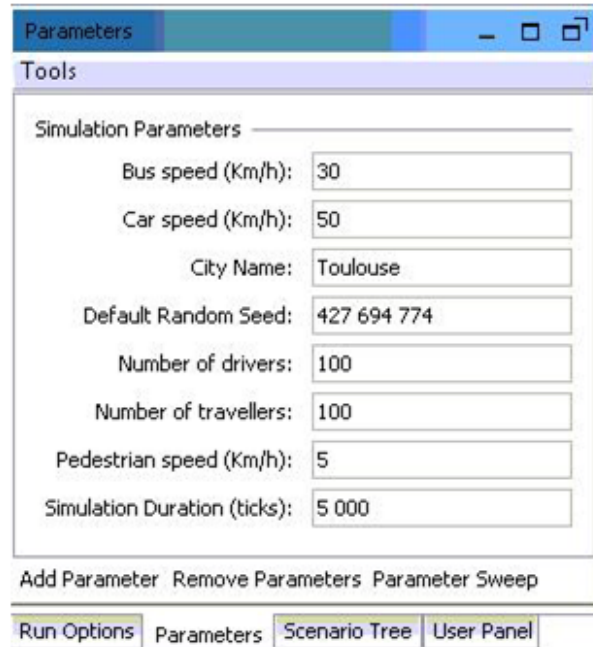 Parameters
Tools
Simulation Parameters
Bus speed (Km/h): 30
Car speed (Km/h): 50
City Name: Toulouse
Default Random Seed: 427 694 774
Number of drivers: 100
Number of travellers: 100
Pedestrian speed (Km/h): 5
Simulation Duration (ticks): 5 000
Add Parameter Remove Parameters Parameter Sweep
Run Options Parameters Scenario Tree User Panel